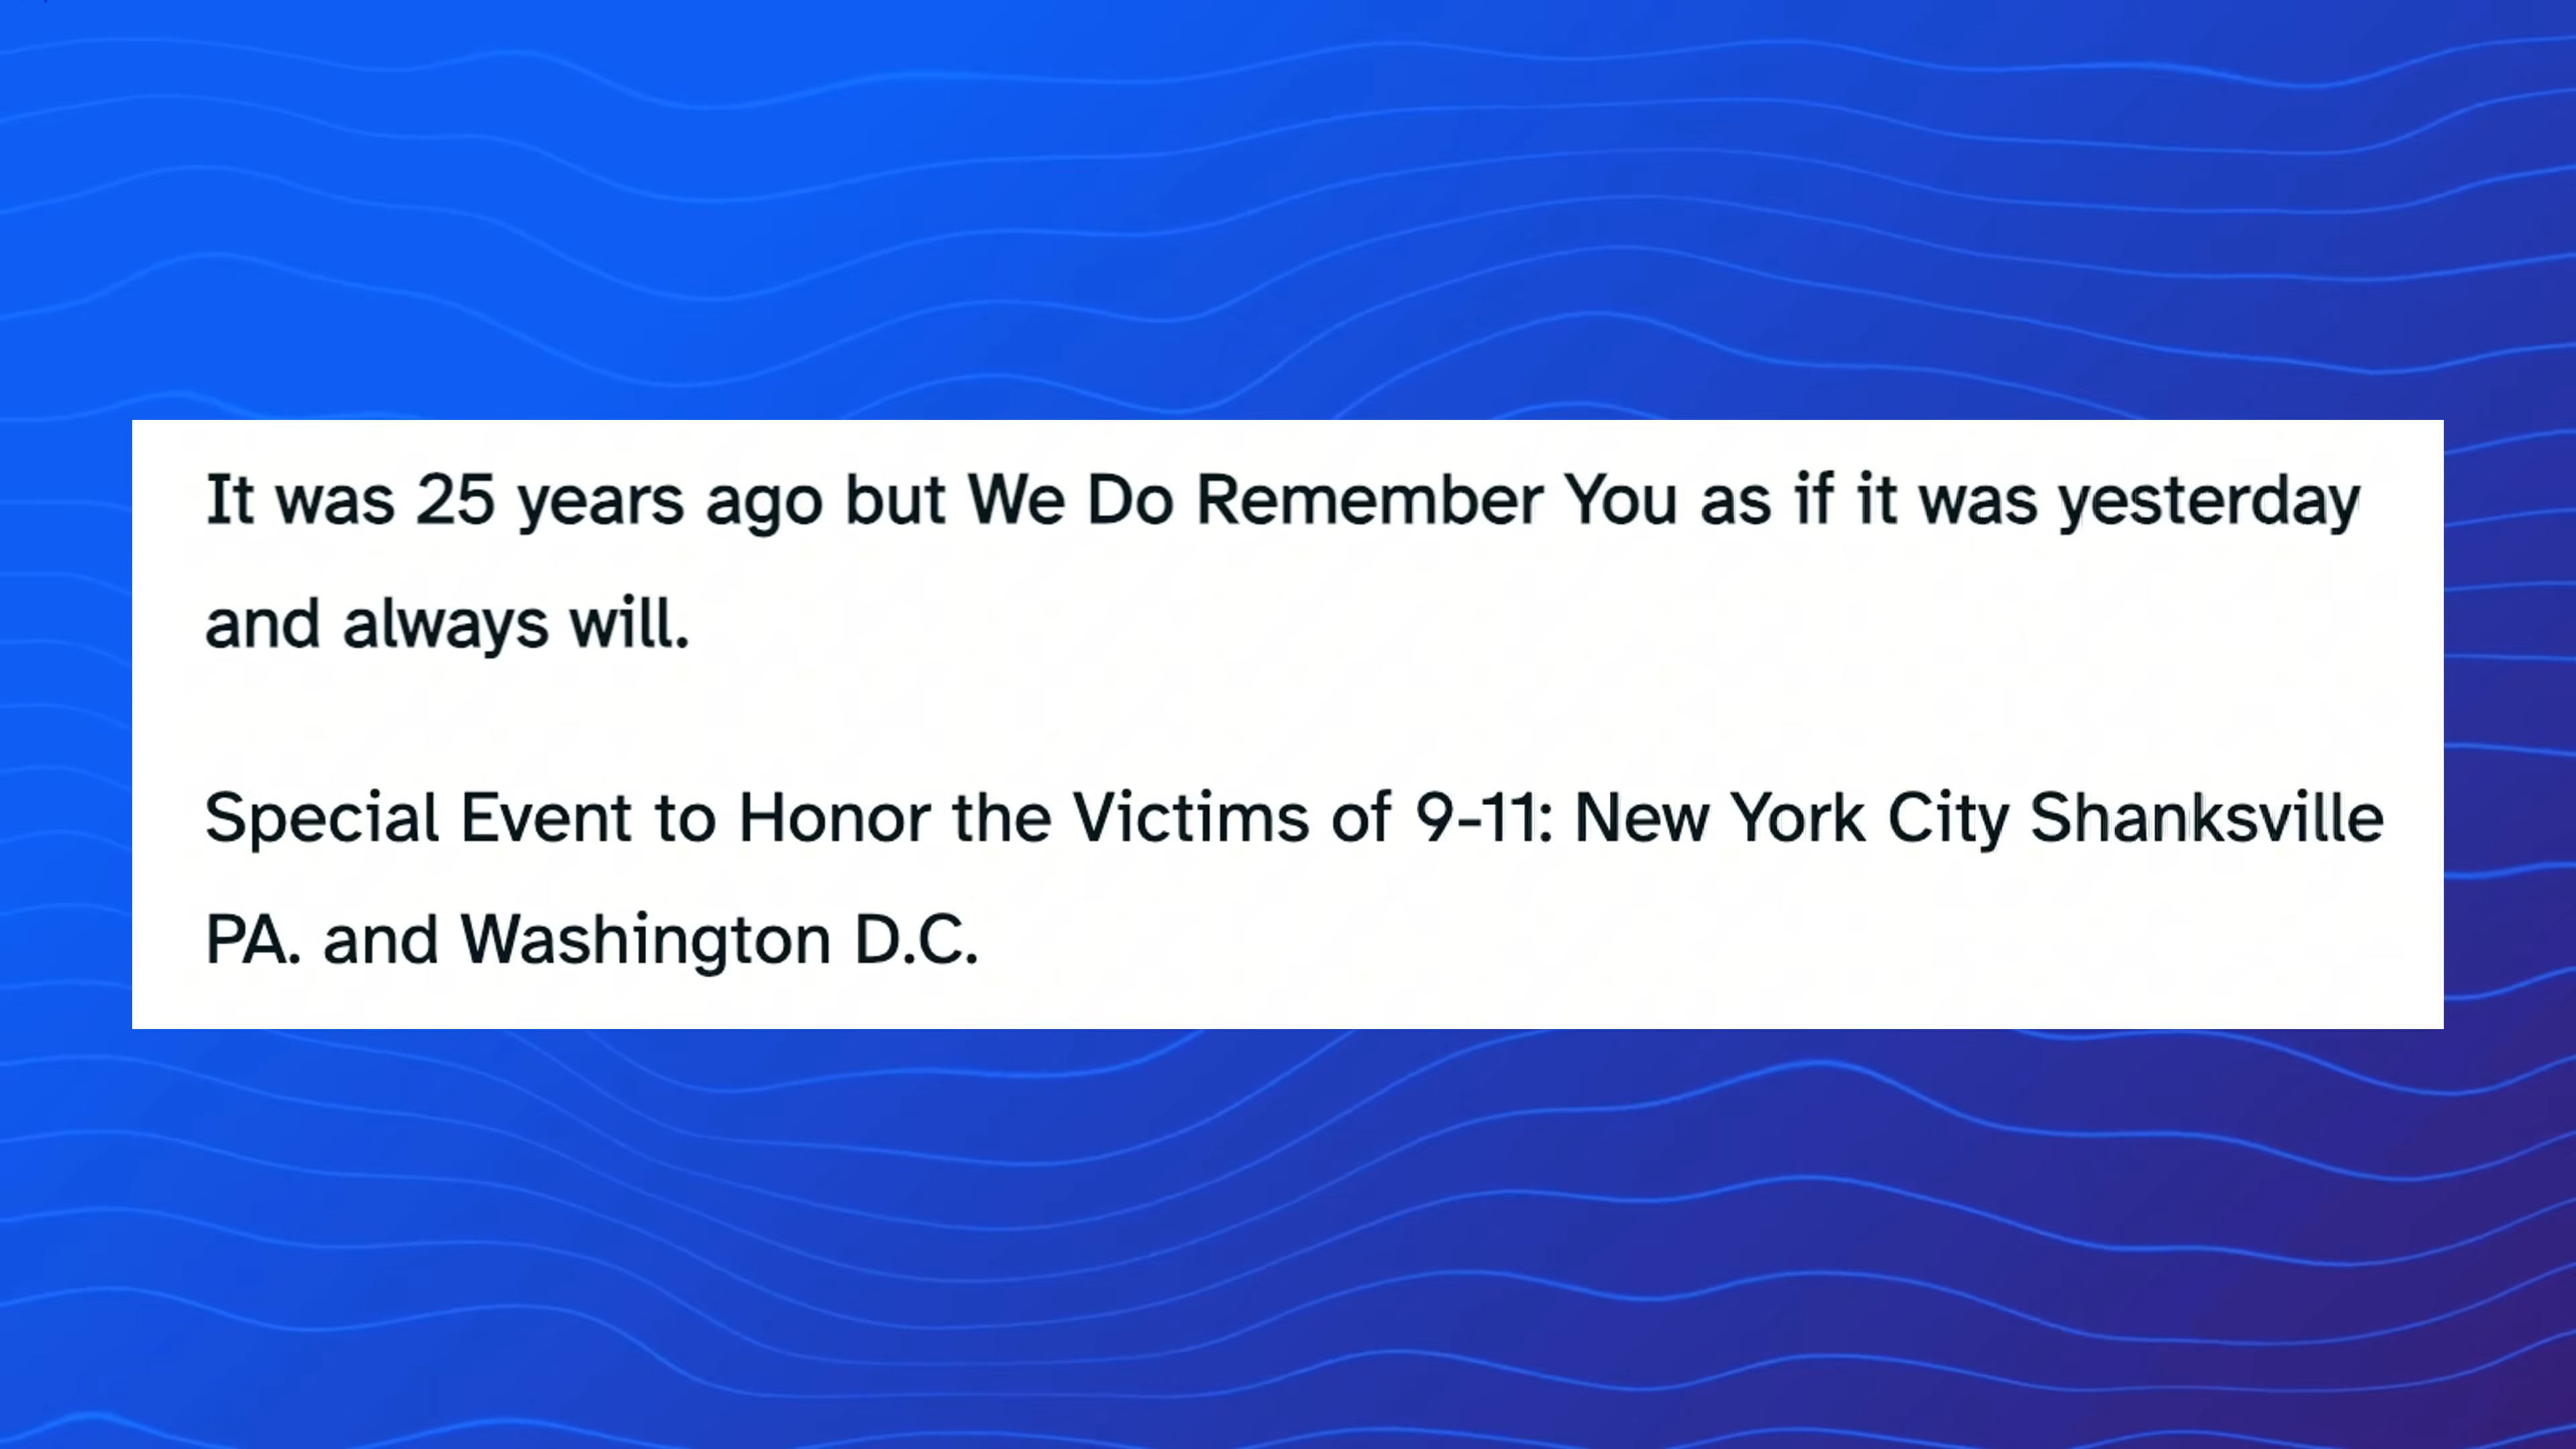 It was 25 years ago but We Do Remember You as if it was yesterday
and always will.
Special Event to Honor the Victims of 9-11: New York City Shanksville
PA. and Washington D.C.